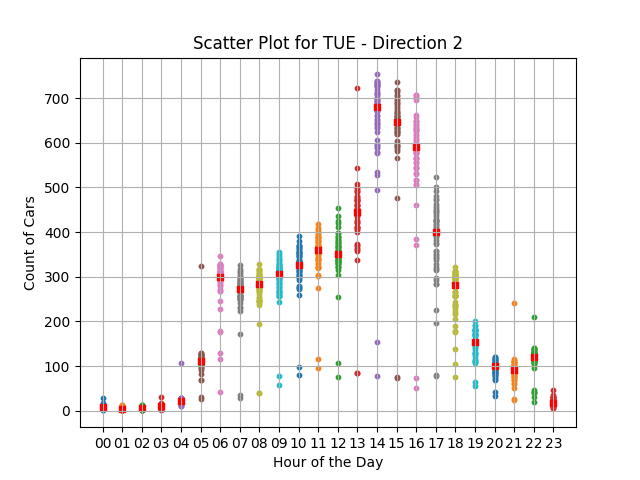 Scatter Plot for TUE - Direction 2
Count of Cars
700
600
500
400
300
200
100
0
00 01 02 03 04 05 06 07 08 09 10 11 12 13 14 15 16 17 18 19 20 21 22 23
Hour of the Day